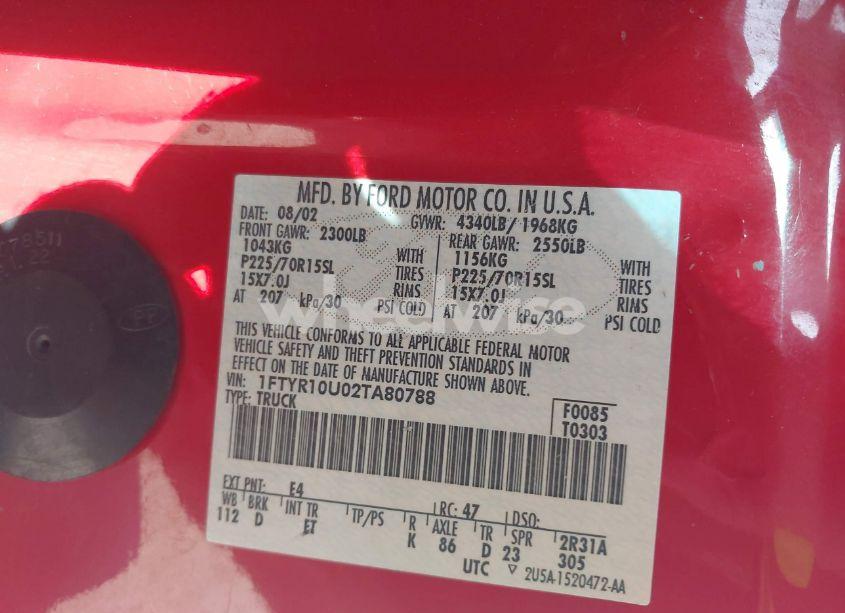 MFD. BY FORD MOTOR CO. IN U.S.A.
DATE: 08/02 GVWR: 4340LB/ 1968KG
FRONT GAWR: 2300LB REAR GAWR: 2550LB
1043KG WITH 1156KG WITH
P225/70R15SL TIRES P225/70R15SL TIRES
15X7.0J RIMS 15X7.0J RIMS
AT 207 kPa/30 PSI COLD AT 207 kPa/30 PSI COLD
THIS VEHICLE CONFORMS TO ALL APPLICABLE FEDERAL MOTOR
VEHICLE SAFETY AND THEFT PREVENTION STANDARDS IN
EFFECT ON THE DATE OF MANUFACTURE SHOWN ABOVE.
VIN: 1FTYR10U02TA80788
TYPE: TRUCK
F0085
T0303
EXT PNT: E4 RC: 47 DSO:
WB BRK INT TR TP/PS R AXLE TR SPR 2R31A
112 D ET K 86 D 23 305
UTC ▽ 2U5A-1520472-AA
78511
22
PP
wheelwise